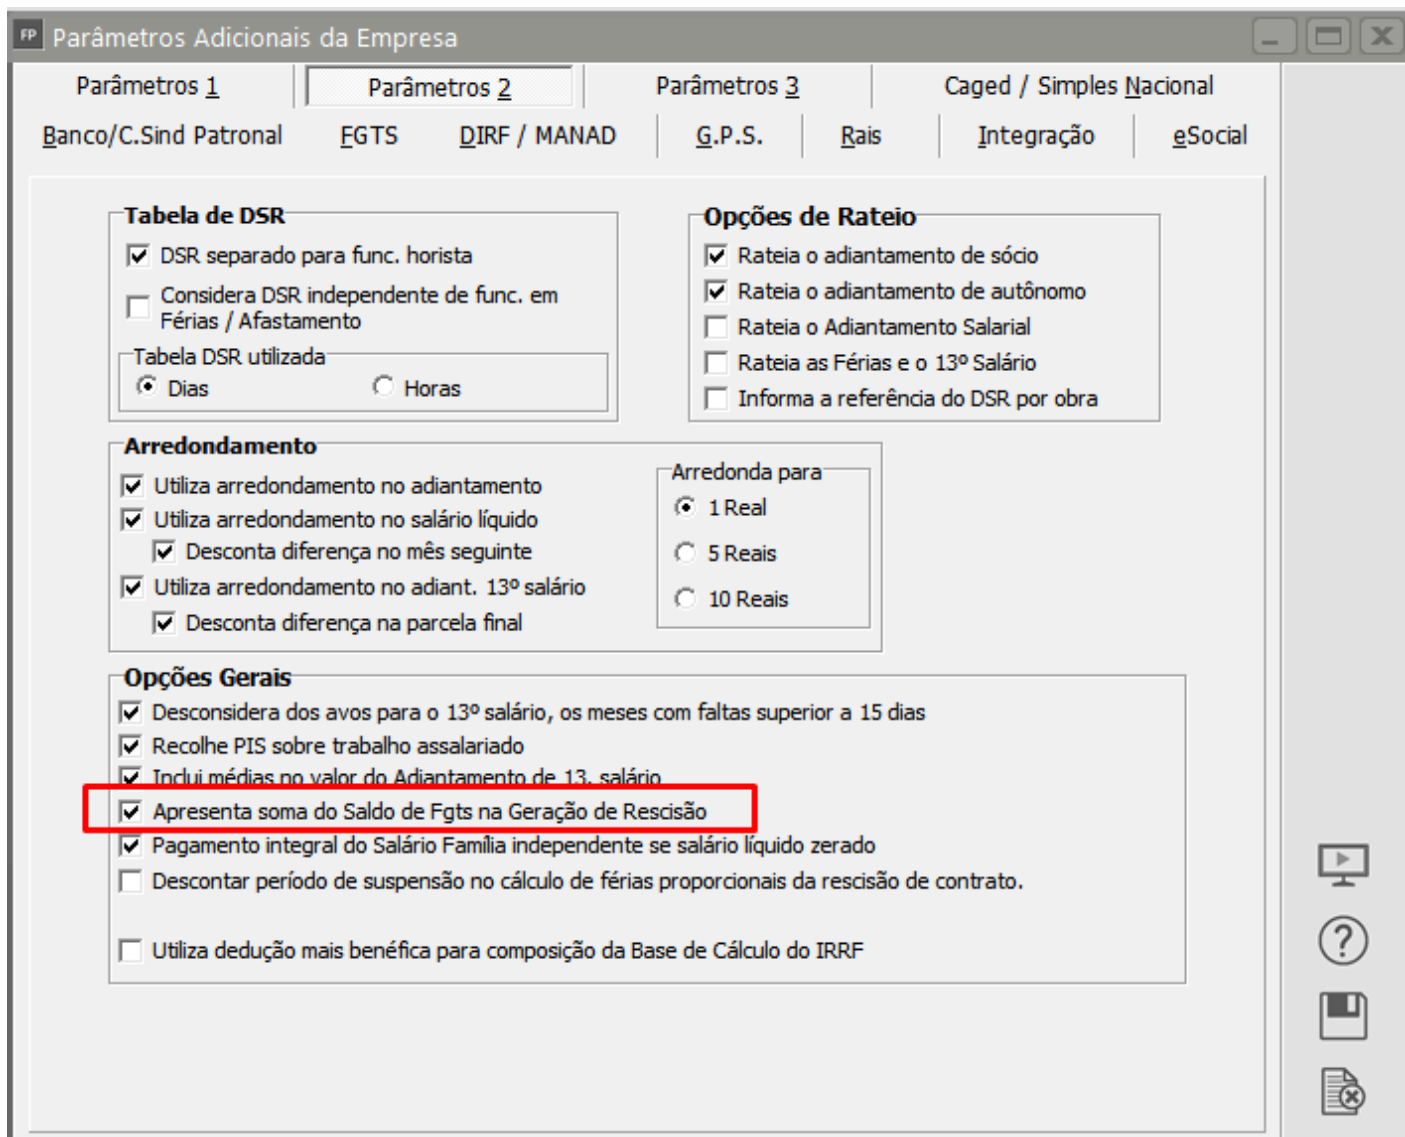 FP Parâmetros Adicionais da Empresa
Parâmetros 1 Parâmetros 2 Parâmetros 3 Caged / Simples Nacional
Banco/C.Sind Patronal FGTS DIRF / MANAD G.P.S. Rais Integração eSocial
Tabela de DSR
DSR separado para func. horista
Considera DSR independente de func. em
Férias / Afastamento
Tabela DSR utilizada
Dias Horas
Opções de Rateio
Rateia o adiantamento de sócio
Rateia o adiantamento de autônomo
Rateia o Adiantamento Salarial
Rateia as Férias e o 13º Salário
Informa a referência do DSR por obra
Arredondamento
Utiliza arredondamento no adiantamento
Utiliza arredondamento no salário líquido
Desconta diferença no mês seguinte
Utiliza arredondamento no adiant. 13º salário
Desconta diferença na parcela final
Arredonda para
1 Real
5 Reais
10 Reais
Opções Gerais
Desconsidera dos avos para o 13º salário, os meses com faltas superior a 15 dias
Recolhe PIS sobre trabalho assalariado
Inclui médias no valor do Adiantamento de 13. salário
Apresenta soma do Saldo de Fgts na Geração de Rescisão
Pagamento integral do Salário Família independente se salário líquido zerado
Descontar período de suspensão no cálculo de férias proporcionais da rescisão de contrato.
Utiliza dedução mais benéfica para composição da Base de Cálculo do IRRF